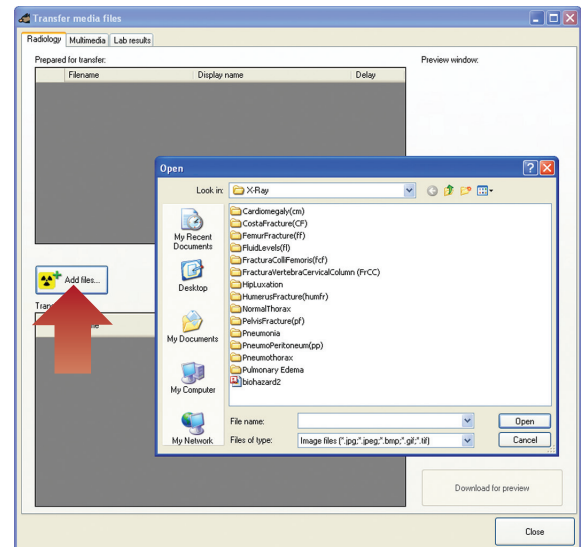 Transfer media files
Radiology Multimedia Lab results
Prepared for transfer:
Preview window:
Filename Display name Delay
Open
Look in: X-Ray
My Recent Documents
Desktop
My Documents
My Computer
My Network
Cardiomegaly(cm)
CostaFracture(CF)
FemurFracture(ff)
FluidLevels(fl)
FracturaColliFemoris(fcf)
FracturaVertebraCervicalColumn (FrCC)
HipLuxation
HumerusFracture(humfr)
NormalThorax
PelvisFracture(pf)
Pneumonia
PneumoPeritoneum(pp)
Pneumothorax
Pulmonary Edema
biohazard2
File name: Open
Files of type: Image files (*.jpg;*.jpeg;*.bmp;*.gif;*.tif) Cancel
Add files...
Download for preview
Close